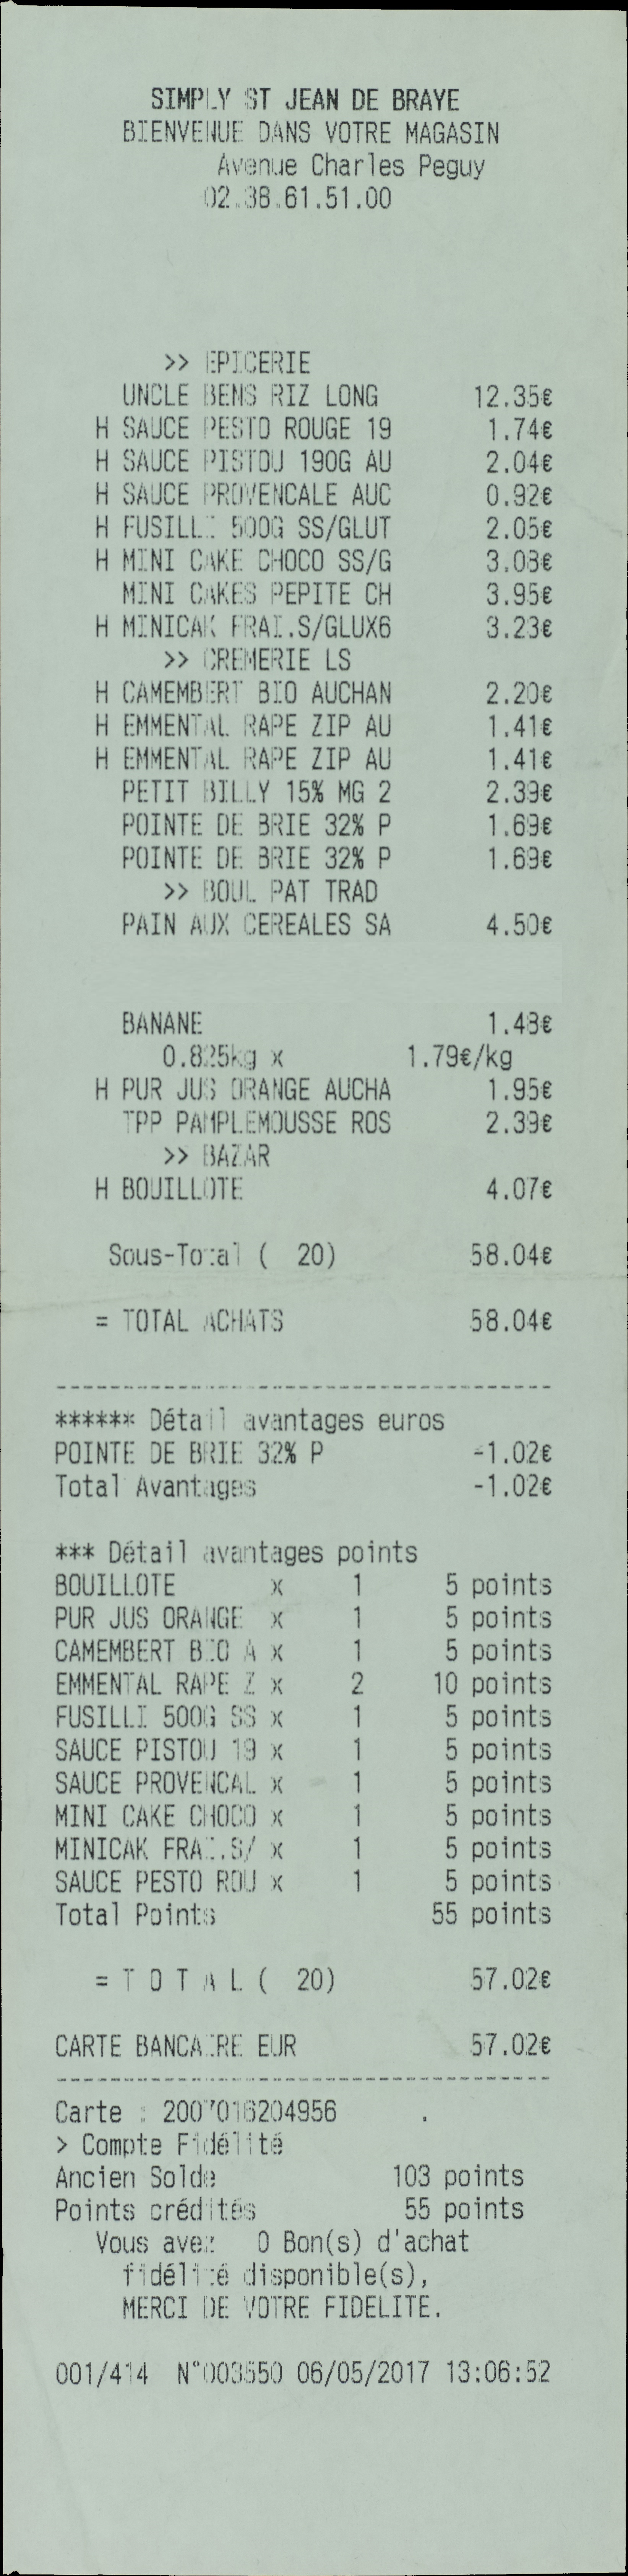 SIMPLY ST JEAN DE BRAYE
BIENVENUE DANS VOTRE MAGASIN
Avenue Charles Peguy
02.38.61.51.00
>> EPICERIE
UNCLE BENS RIZ LONG 12.35€
H SAUCE PESTO ROUGE 19 1.74€
H SAUCE PISTOU 190G AU 2.04€
H SAUCE PROVENCALE AUC 0.92€
H FUSILLI 500G SS/GLUT 2.05€
H MINI CAKE CHOCO SS/G 3.08€
MINI CAKES PEPITE CH 3.95€
H MINICAK FRAI.S/GLUX6 3.23€
>> CREMERIE LS
H CAMEMBERT BIO AUCHAN 2.20€
H EMMENTAL RAPE ZIP AU 1.41€
H EMMENTAL RAPE ZIP AU 1.41€
PETIT BILLY 15% MG 2 2.39€
POINTE DE BRIE 32% P 1.69€
POINTE DE BRIE 32% P 1.69€
>> BOUL PAT TRAD
PAIN AUX CEREALES SA 4.50€
BANANE 1.48€
0.825kg x 1.79€/kg
H PUR JUS ORANGE AUCHA 1.95€
TPP PAMPLEMOUSSE ROS 2.39€
>> BAZAR
H BOUILLOTE 4.07€
Sous-Total ( 20) 58.04€
= TOTAL ACHATS 58.04€
****** Détail avantages euros
POINTE DE BRIE 32% P -1.02€
Total Avantages -1.02€
*** Détail avantages points
BOUILLOTE x 1 5 points
PUR JUS ORANGE x 1 5 points
CAMEMBERT BIO A x 1 5 points
EMMENTAL RAPE Z x 2 10 points
FUSILLI 500G SS x 1 5 points
SAUCE PISTOU 19 x 1 5 points
SAUCE PROVENCAL x 1 5 points
MINI CAKE CHOCO x 1 5 points
MINICAK FRAI.S/ x 1 5 points
SAUCE PESTO ROU x 1 5 points
Total Points 55 points
= T O T A L ( 20) 57.02€
CARTE BANCAIRE EUR 57.02€
Carte : 2007016204956
> Compte Fidélité
Ancien Solde 103 points
Points crédités 55 points
Vous avez 0 Bon(s) d'achat
fidélité disponible(s),
MERCI DE VOTRE FIDELITE.
001/414 N°003550 06/05/2017 13:06:52